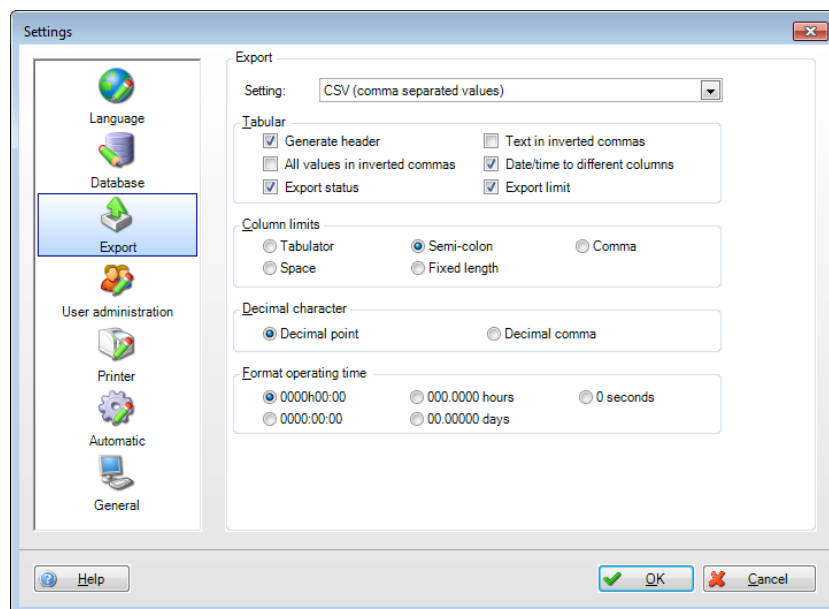 Settings
Language
Database
Export
User administration
Printer
Automatic
General
Export
Setting: CSV (comma separated values)
Tabular
Generate header Text in inverted commas
All values in inverted commas Date/time to different columns
Export status Export limit
Column limits
Tabulator Semi-colon Comma
Space Fixed length
Decimal character
Decimal point Decimal comma
Format operating time
0000h00:00 000.0000 hours 0 seconds
0000:00:00 00.00000 days
Help OK Cancel